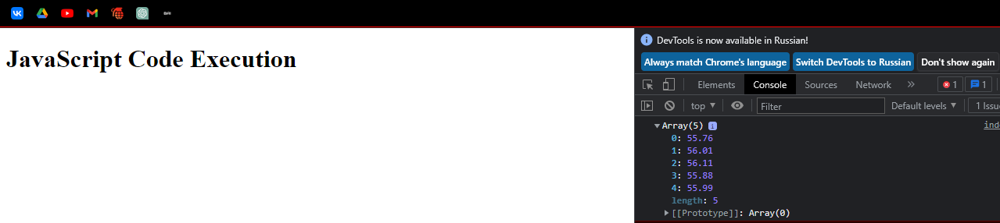 DevTools is now available in Russian!
JavaScript Code Execution
Always match Chrome's language Switch DevTools to Russian Don't show again
Elements Console Sources Network 1 1
top Filter Default levels 1 Issu
Array(5) i ind
0: 55.76
1: 56.01
2: 56.11
3: 55.88
4: 55.99
length: 5
[[Prototype]]: Array(0)